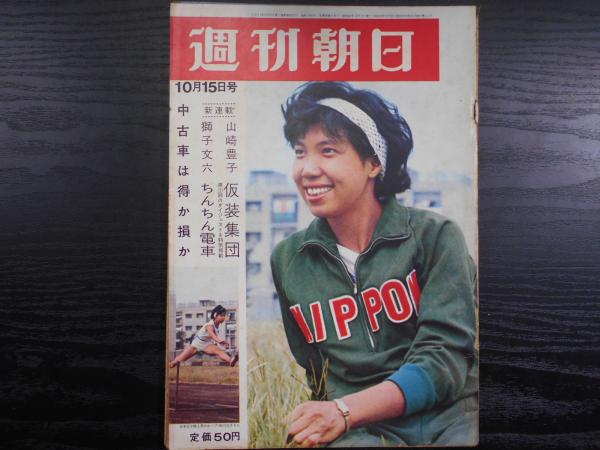 週刊朝日
10月15日号
新連載
山崎豊子 仮装集団
獅子文六 ちんちん電車
中古車は得か損か
NIPPON
定価50円